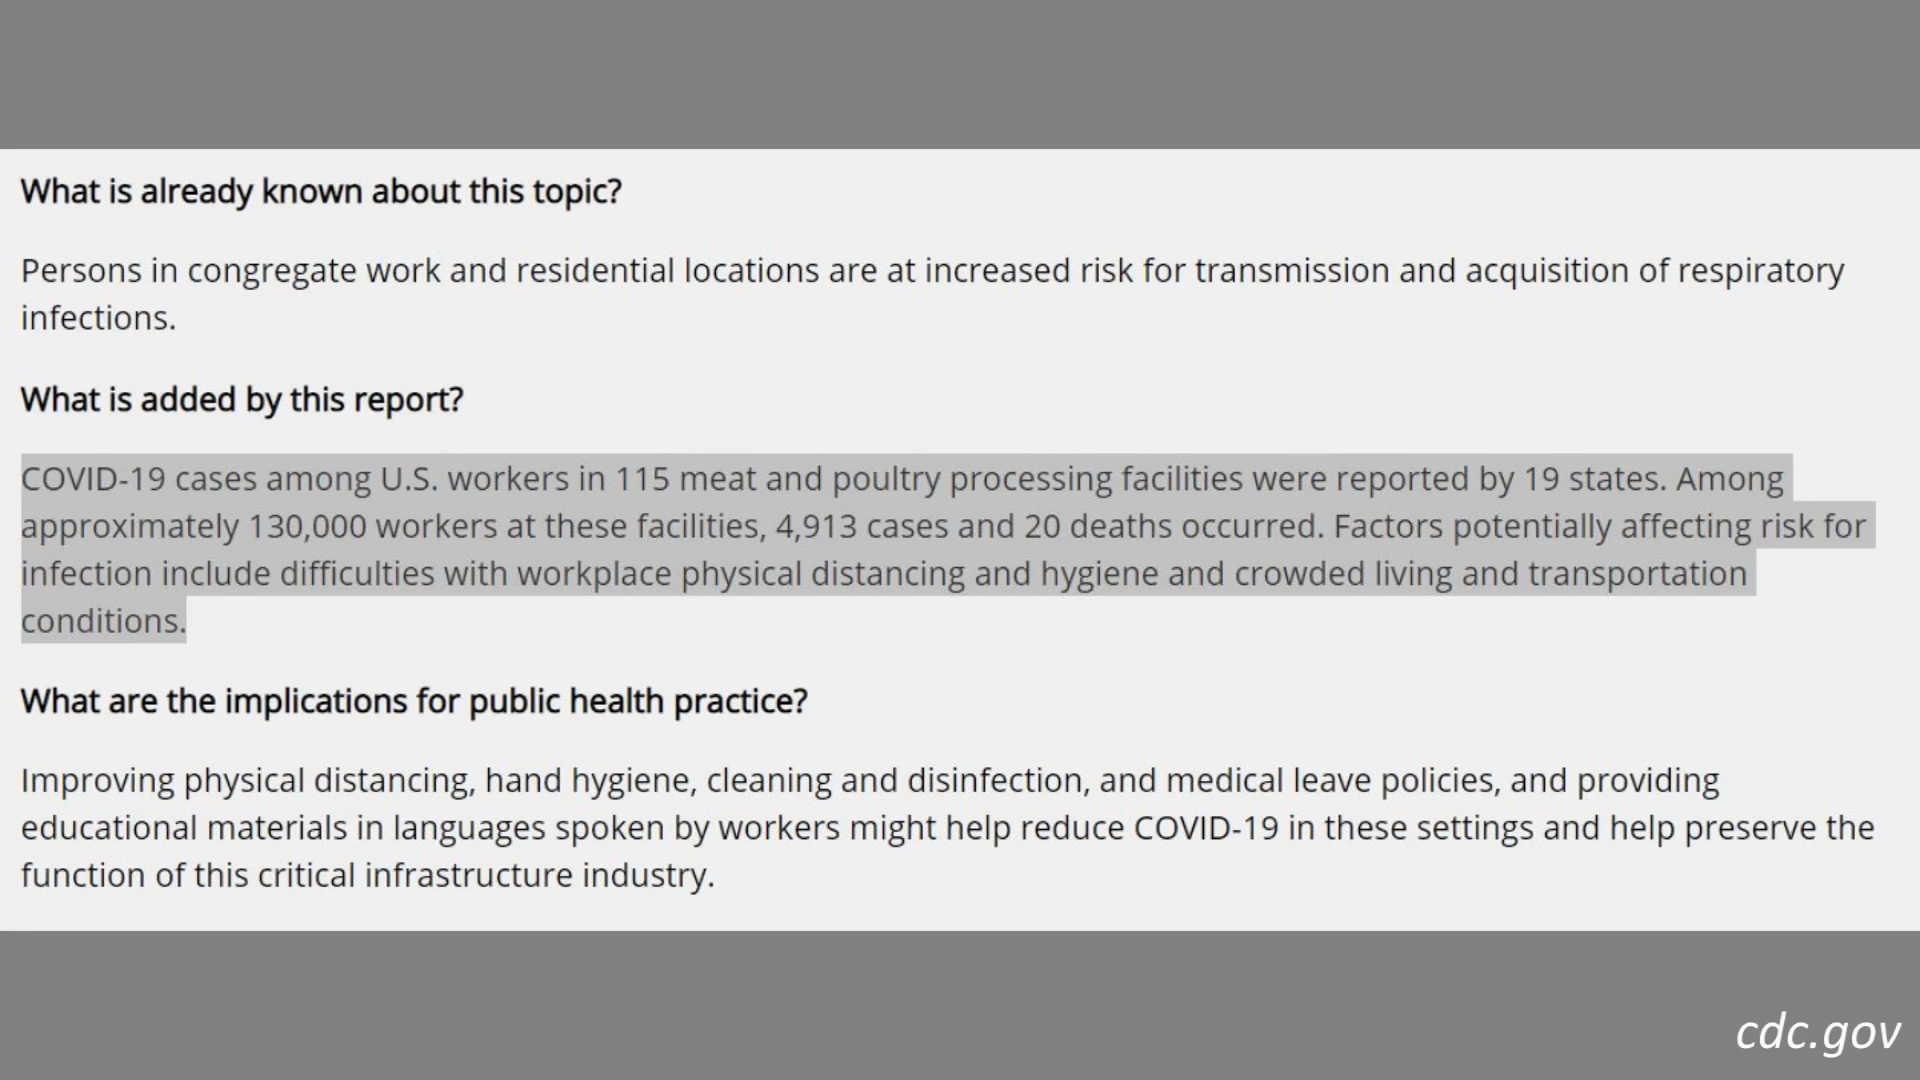 What is already known about this topic?
Persons in congregate work and residential locations are at increased risk for transmission and acquisition of respiratory
infections.
What is added by this report?
COVID-19 cases among U.S. workers in 115 meat and poultry processing facilities were reported by 19 states. Among
approximately 130,000 workers at these facilities, 4,913 cases and 20 deaths occurred. Factors potentially affecting risk for
infection include difficulties with workplace physical distancing and hygiene and crowded living and transportation
conditions.
What are the implications for public health practice?
Improving physical distancing, hand hygiene, cleaning and disinfection, and medical leave policies, and providing
educational materials in languages spoken by workers might help reduce COVID-19 in these settings and help preserve the
function of this critical infrastructure industry.
cdc.gov